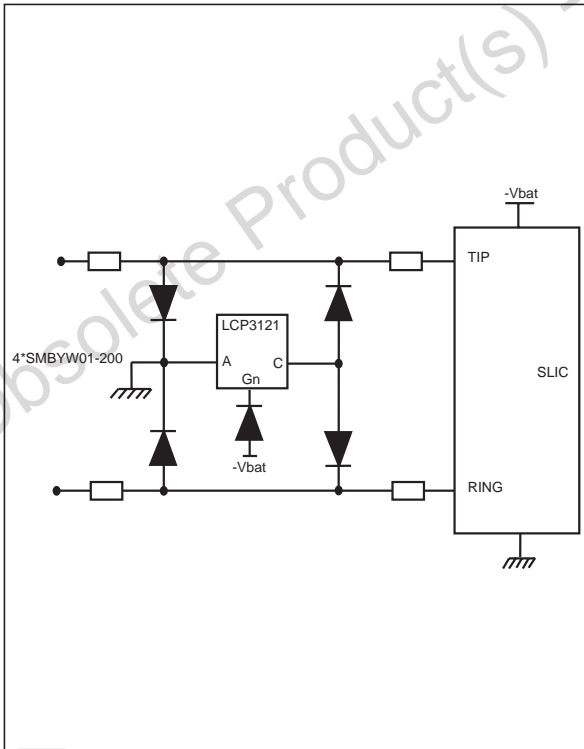 Obsolete Product(s) -
-Vbat
TIP
LCP3121
4*SMBYW01-200
A
C
Gn
SLIC
-Vbat
RING